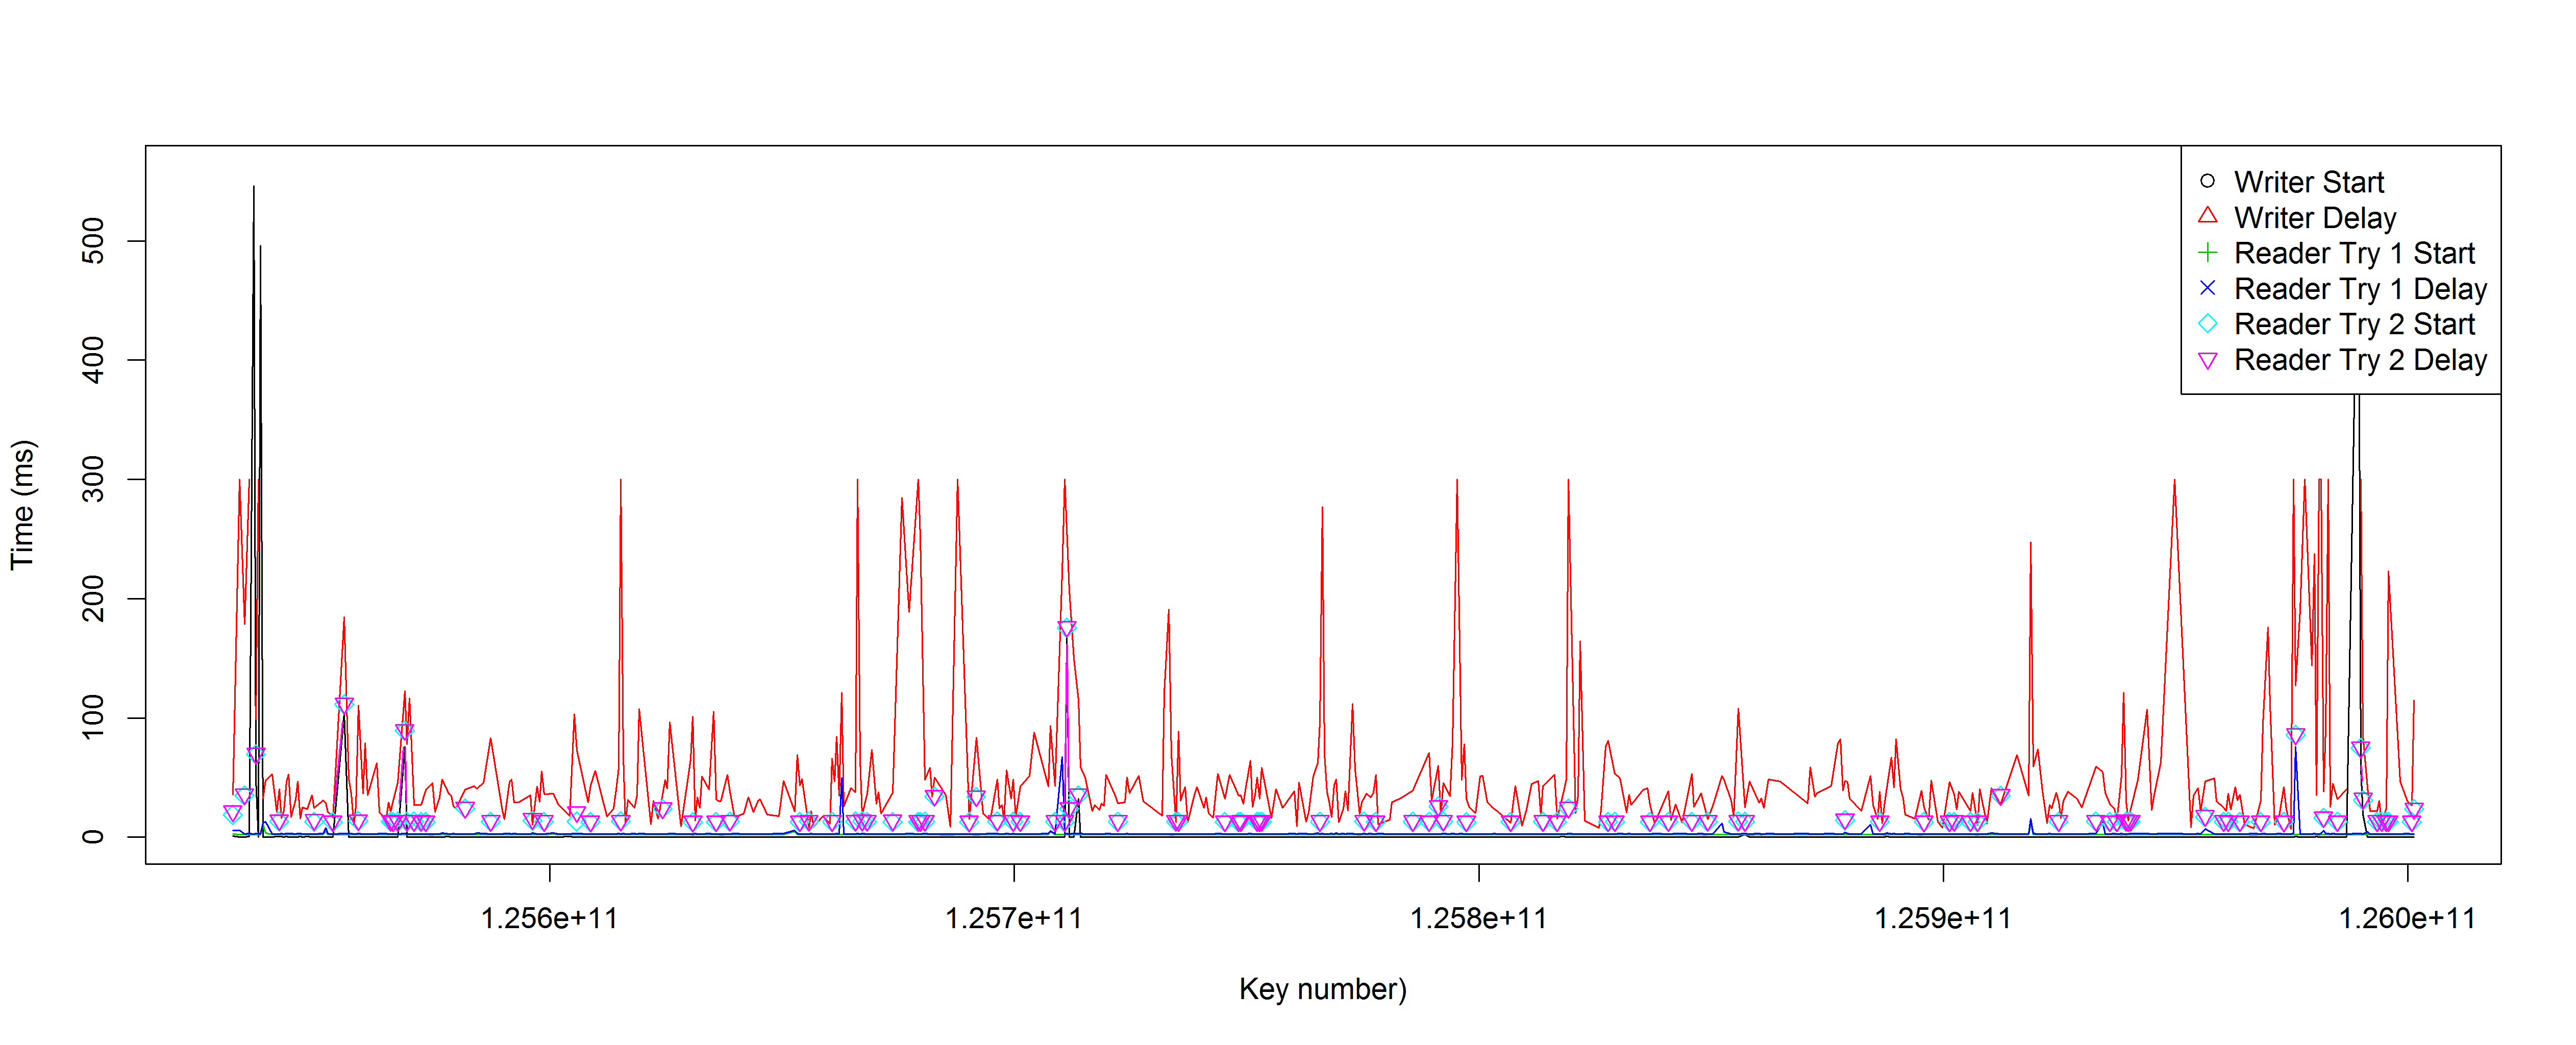 Time (ms)
500
400
300
200
100
0
Writer Start
Writer Delay
Reader Try 1 Start
Reader Try 1 Delay
Reader Try 2 Start
Reader Try 2 Delay
1.256e+11 1.257e+11 1.258e+11 1.259e+11 1.260e+11
Key number)